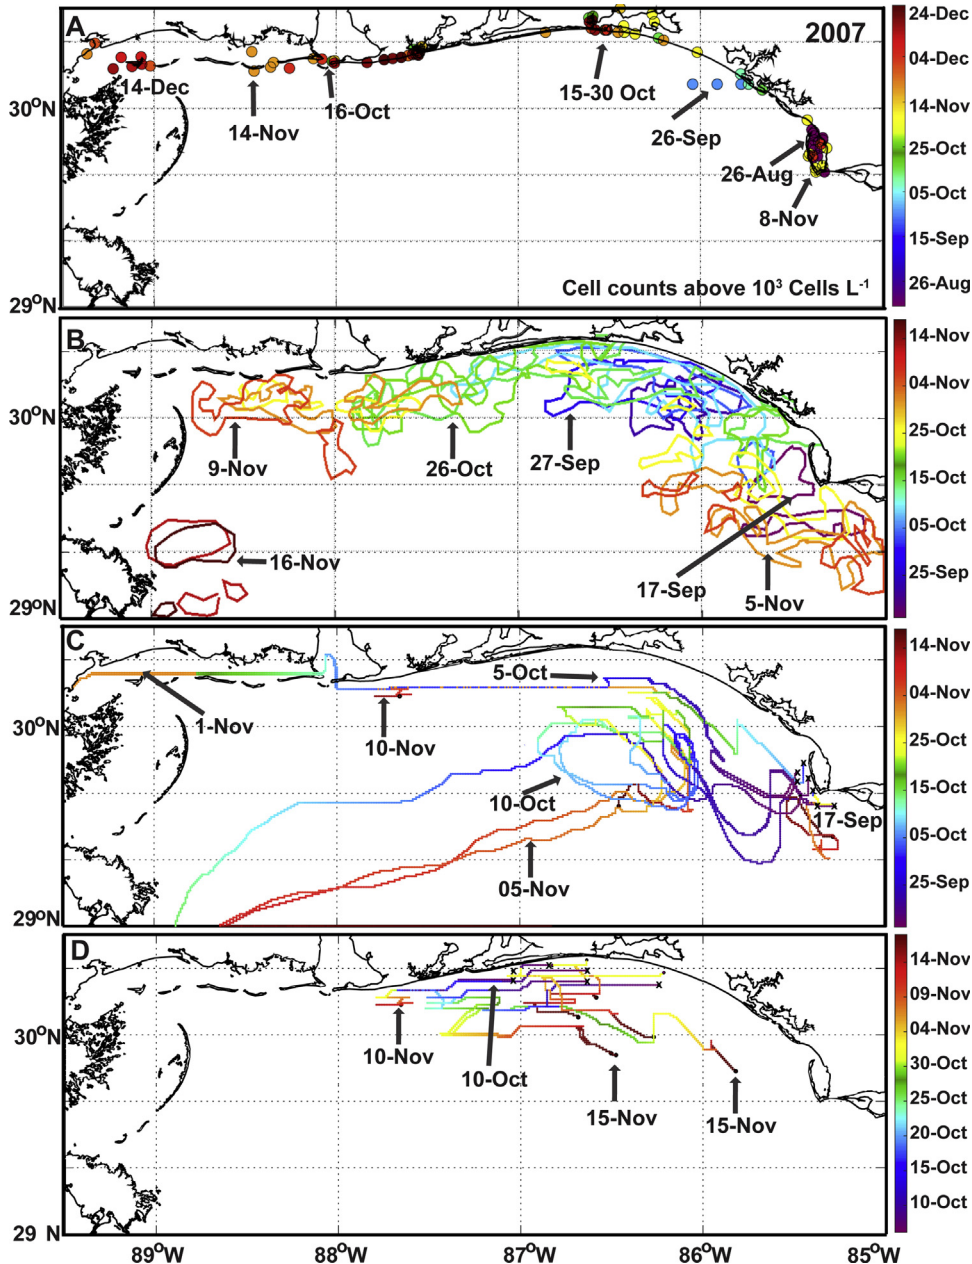 A
2007
24-Dec
04-Dec
14-Nov
25-Oct
05-Oct
15-Sep
26-Aug
14-Dec
14-Nov
16-Oct
15-30 Oct
26-Sep
26-Aug
8-Nov
30°N
29°N
Cell counts above 10³ Cells L⁻¹
B
14-Nov
04-Nov
25-Oct
15-Oct
05-Oct
25-Sep
30°N
29°N
9-Nov
26-Oct
27-Sep
16-Nov
17-Sep
5-Nov
C
14-Nov
04-Nov
25-Oct
15-Oct
05-Oct
25-Sep
30°N
29°N
1-Nov
10-Nov
5-Oct
10-Oct
05-Nov
17-Sep
D
14-Nov
09-Nov
04-Nov
30-Oct
25-Oct
20-Oct
15-Oct
10-Oct
30°N
29 N
10-Nov
10-Oct
15-Nov
15-Nov
89°W
88°W
87°W
86°W
85°W